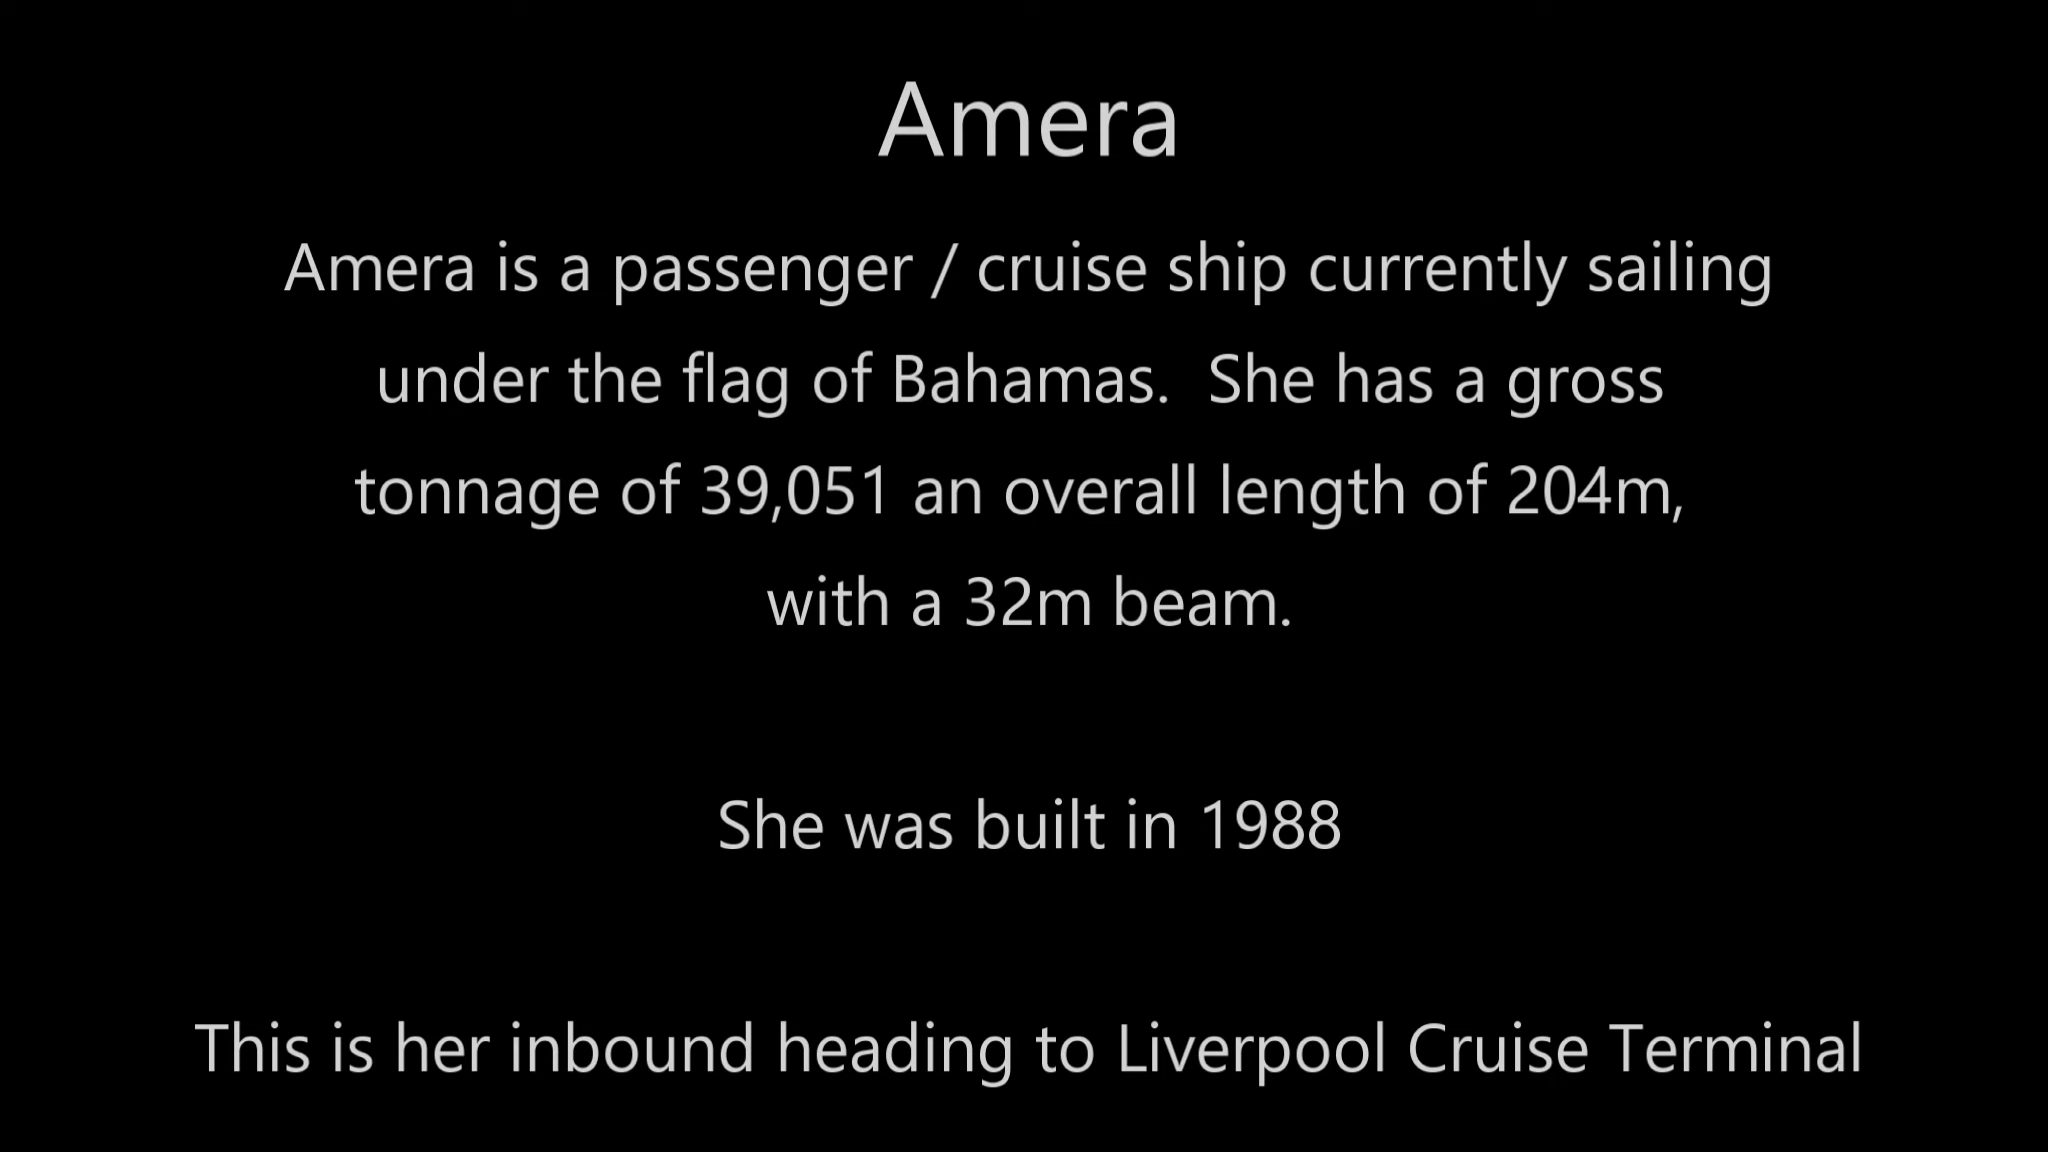 Amera
Amera is a passenger / cruise ship currently sailing
under the flag of Bahamas.  She has a gross
tonnage of 39,051 an overall length of 204m,
with a 32m beam.
She was built in 1988
This is her inbound heading to Liverpool Cruise Terminal